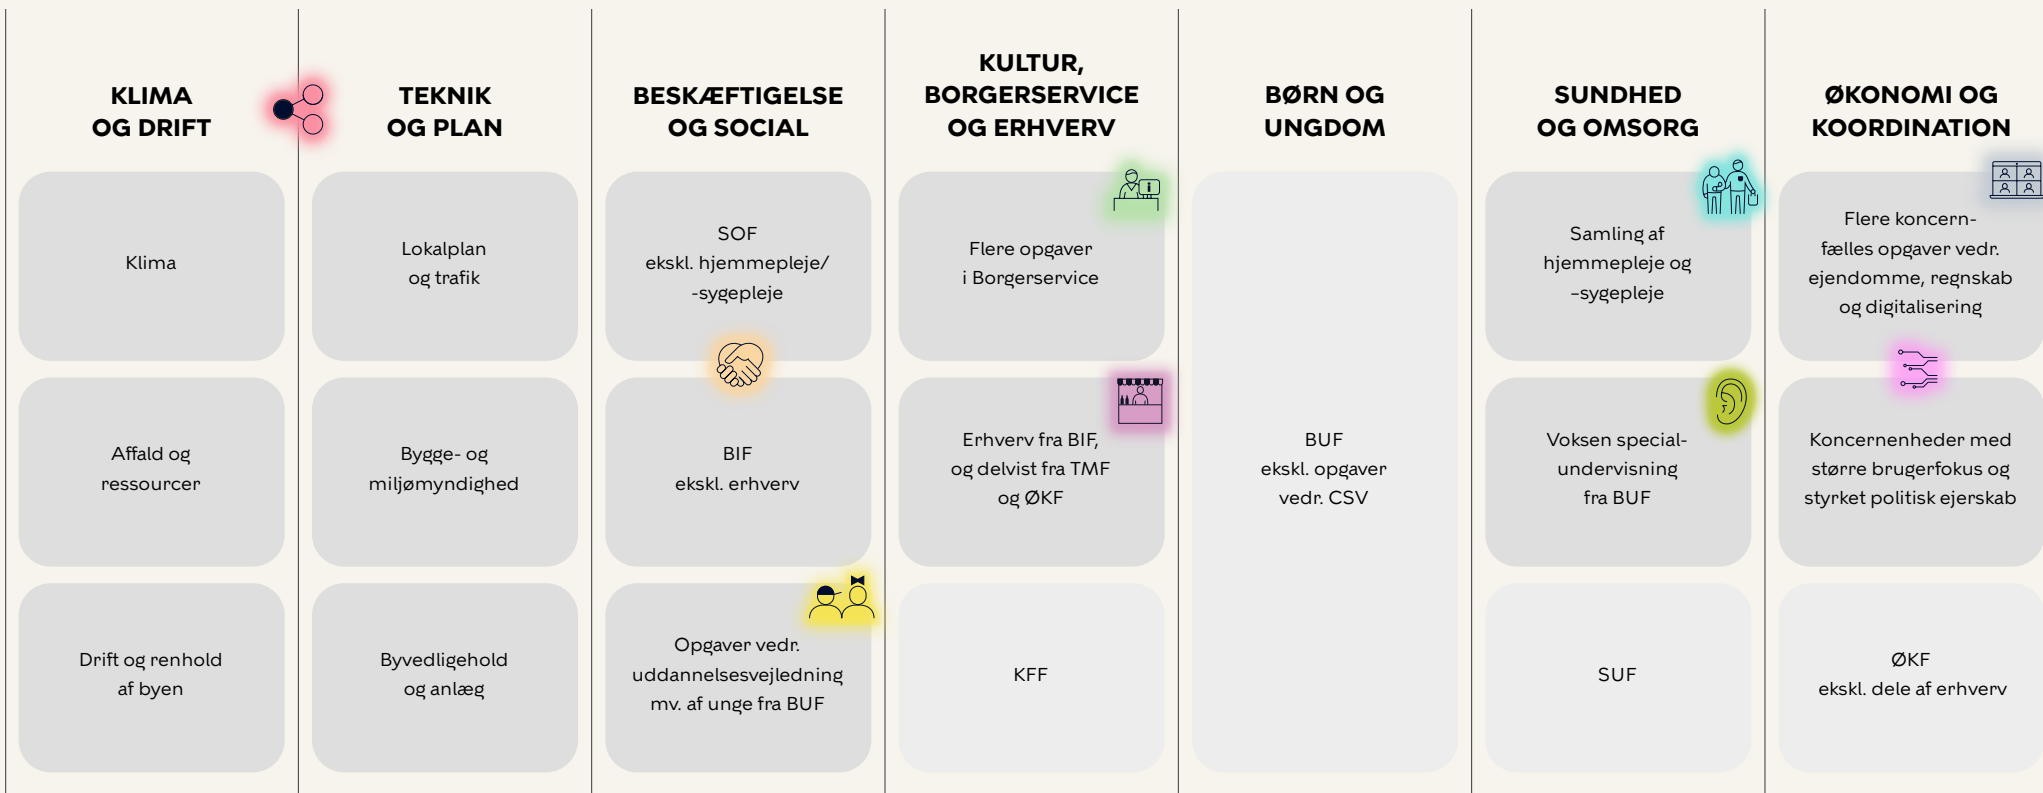 KLIMA
OG DRIFT
Klima
Affald og
ressourcer
Drift og renhold
af byen
TEKNIK
OG PLAN
Lokalplan
og trafik
Bygge- og
miljømyndighed
Byvedligehold
og anlæg
BESKÆFTIGELSE
OG SOCIAL
SOF
ekskl. hjemmepleje/
-sygepleje
BIF
ekskl. erhverv
Opgaver vedr.
uddannelsesvejledning
mv. af unge fra BUF
KULTUR,
BORGERSERVICE
OG ERHVERV
Flere opgaver
i Borgerservice
Erhverv fra BIF,
og delvist fra TMF
og ØKF
KFF
BØRN OG
UNGDOM
BUF
ekskl. opgaver
vedr. CSV
SUNDHED
OG OMSORG
Samling af
hjemmepleje og
–sygepleje
Voksen special-
undervisning
fra BUF
SUF
ØKONOMI OG
KOORDINATION
Flere koncern-
fælles opgaver vedr.
ejendomme, regnskab
og digitalisering
Koncernenheder med
større brugerfokus og
styrket politisk ejerskab
ØKF
ekskl. dele af erhverv